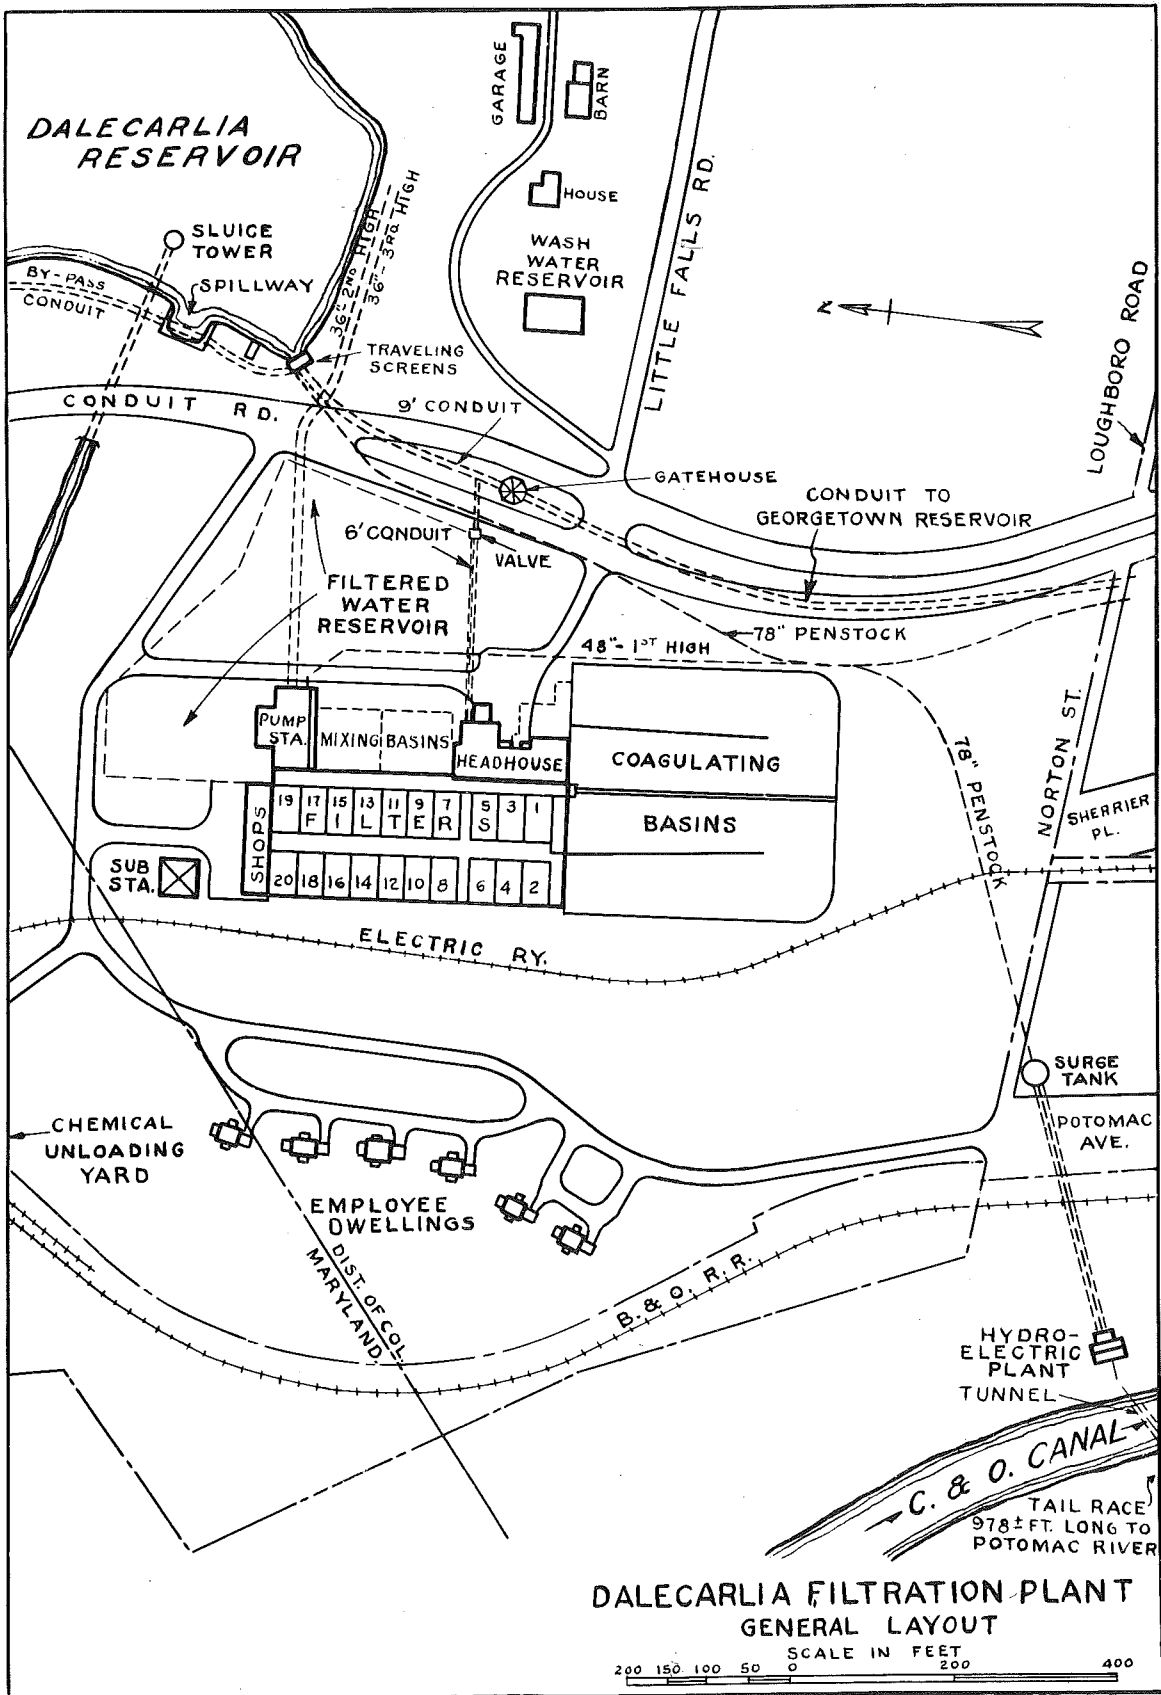 GARAGE
BARN
DALECARLIA
RESERVOIR
HOUSE
36" 2ND HIGH
36"- 3RD HIGH
LITTLE FALLS RD.
SLUICE
TOWER
WASH
WATER
RESERVOIR
BY-PASS
CONDUIT
SPILLWAY
N
LOUGHBORO ROAD
TRAVELING
SCREENS
CONDUIT RD.
9' CONDUIT
GATEHOUSE
CONDUIT TO
GEORGETOWN RESERVOIR
6' CONDUIT
VALVE
FILTERED
WATER
RESERVOIR
78" PENSTOCK
48"- 1ST HIGH
PUMP
STA.
MIXING BASINS
HEADHOUSE
COAGULATING
BASINS
78" PENSTOCK
NORTON ST.
SHERRIER
PL.
SHOPS
19 17 15 13 11 9 7 5 3 1
F I L T E R S
20 18 16 14 12 10 8 6 4 2
SUB
STA.
ELECTRIC RY.
SURGE
TANK
POTOMAC
AVE.
CHEMICAL
UNLOADING
YARD
EMPLOYEE
DWELLINGS
DIST. OF COL.
MARYLAND
B. & O. R. R.
HYDRO-
ELECTRIC
PLANT
TUNNEL
C. & O. CANAL
TAIL RACE
978± FT. LONG TO
POTOMAC RIVER
DALECARLIA FILTRATION PLANT
GENERAL LAYOUT
SCALE IN FEET
200 150 100 50 0 200 400